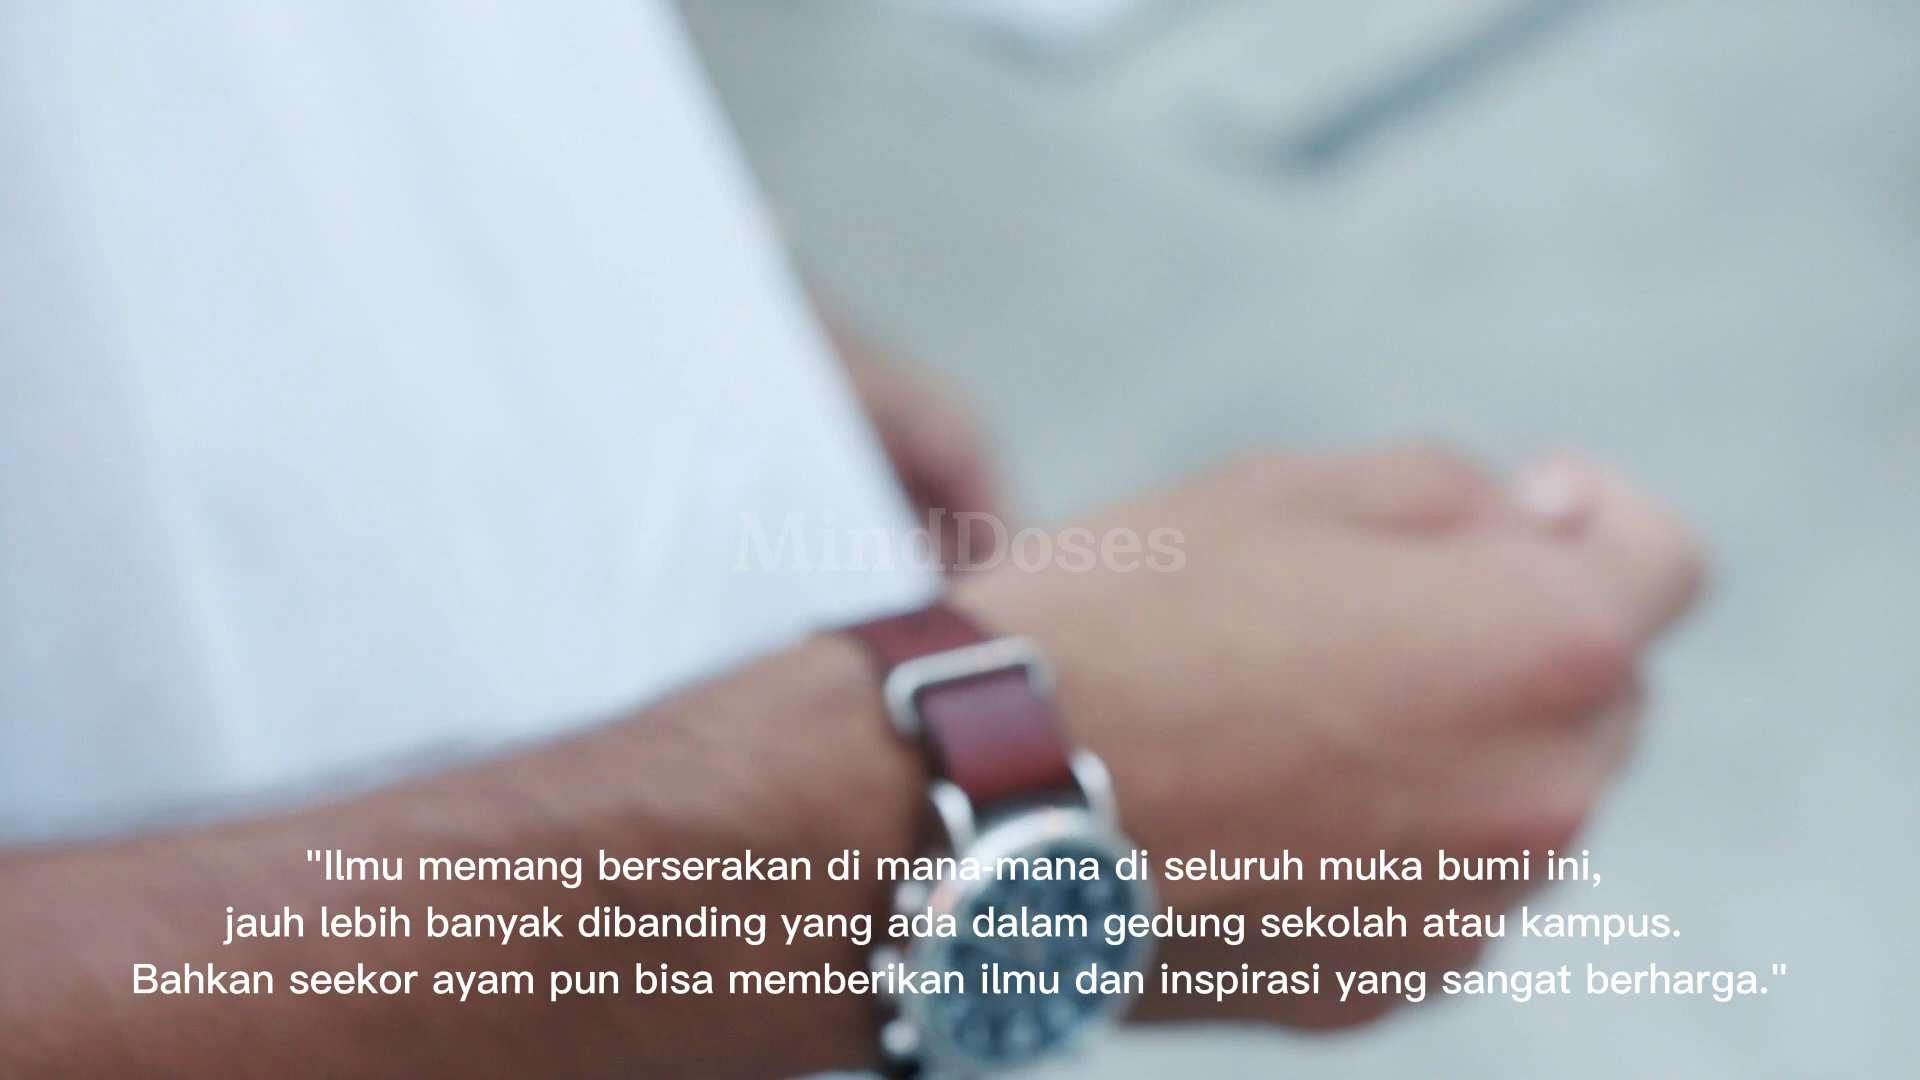 MindDoses
"Ilmu memang berserakan di mana-mana di seluruh muka bumi ini,
jauh lebih banyak dibanding yang ada dalam gedung sekolah atau kampus.
Bahkan seekor ayam pun bisa memberikan ilmu dan inspirasi yang sangat berharga."